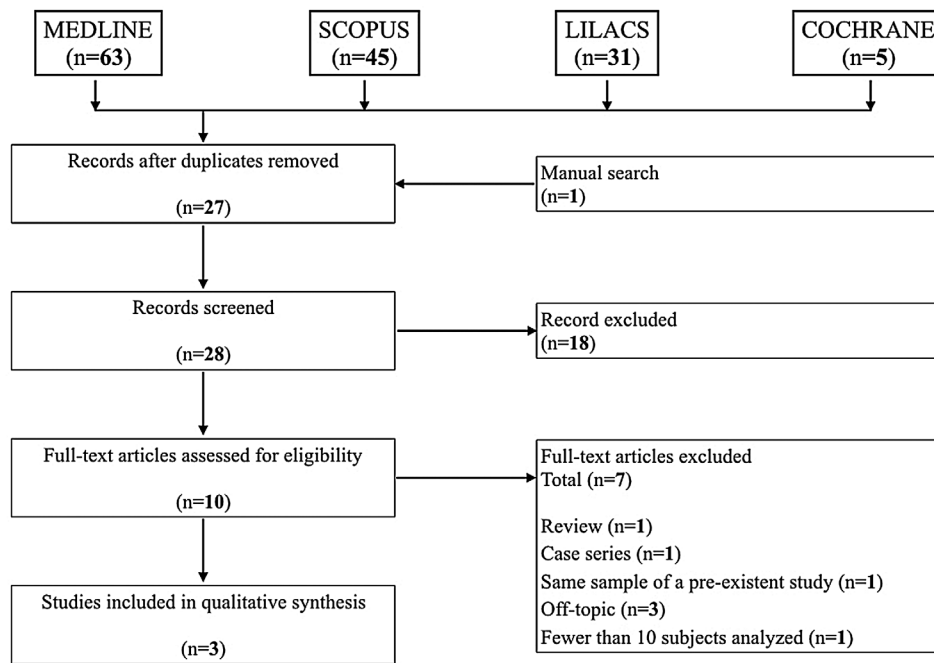 MEDLINE
(n=63)
SCOPUS
(n=45)
LILACS
(n=31)
COCHRANE
(n=5)
Records after duplicates removed
(n=27)
Manual search
(n=1)
Records screened
(n=28)
Record excluded
(n=18)
Full-text articles assessed for eligibility
(n=10)
Full-text articles excluded
Total (n=7)
Review (n=1)
Case series (n=1)
Same sample of a pre-existent study (n=1)
Off-topic (n=3)
Fewer than 10 subjects analyzed (n=1)
Studies included in qualitative synthesis
(n=3)